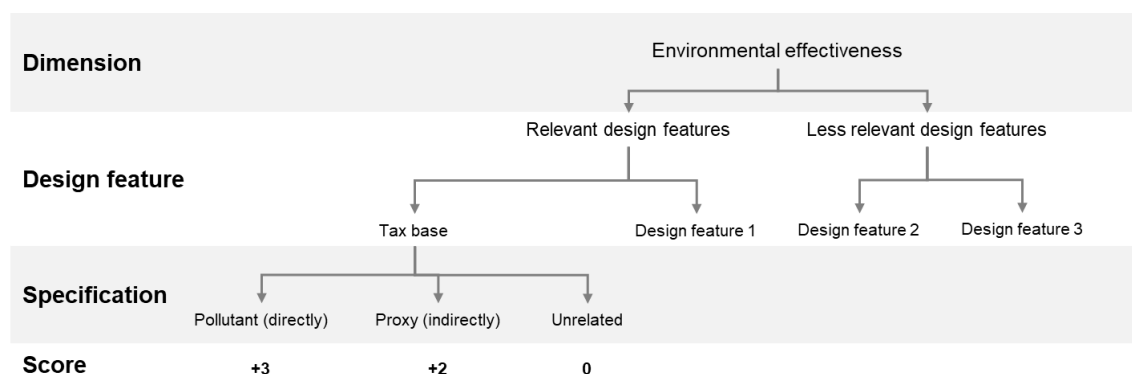 Dimension
Environmental effectiveness
Relevant design features
Less relevant design features
Design feature
Tax base
Design feature 1
Design feature 2
Design feature 3
Specification
Pollutant (directly)
Proxy (indirectly)
Unrelated
Score
+3
+2
0